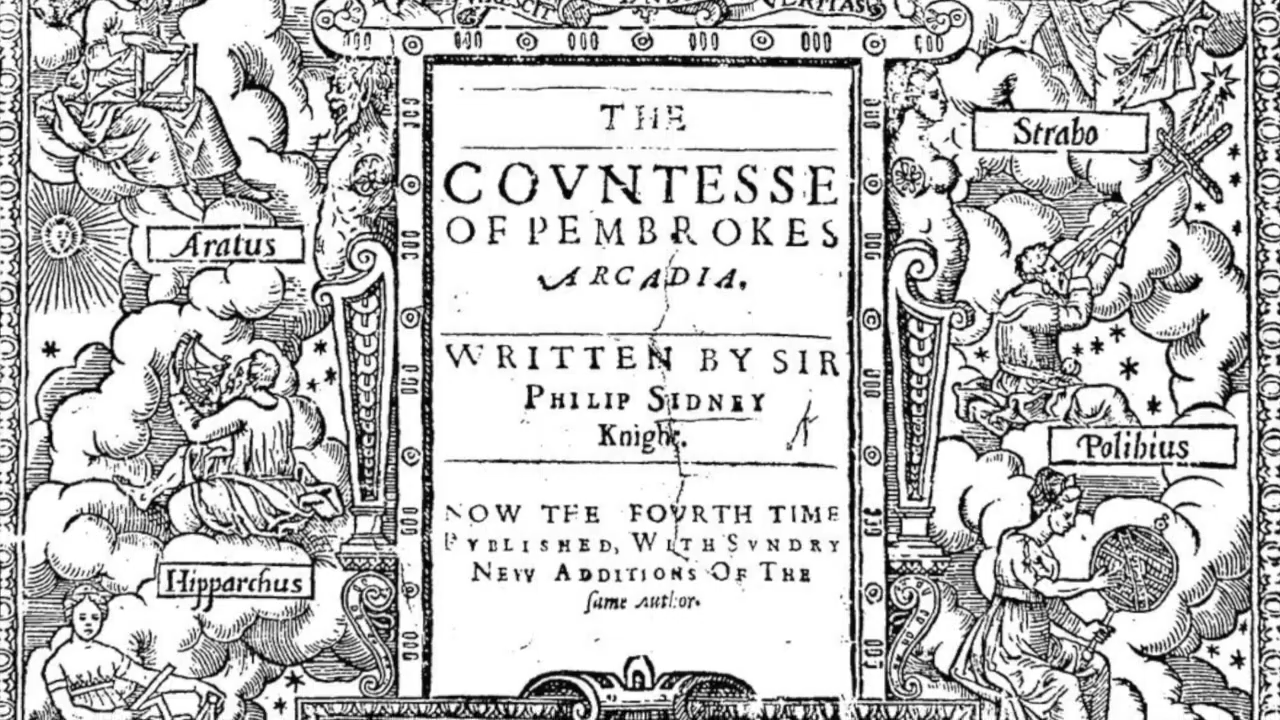 VERITAS
THE
COVNTESSE
OF PEMBROKES
ARCADIA.
WRITTEN BY SIR
PHILIP SIDNEY
Knight.
NOW THE FOVRTH TIME
PVBLISHED, WITH SVNDRY
NEW ADDITIONS OF THE
same Author.
Aratus
Hipparchus
Strabo
Polibius